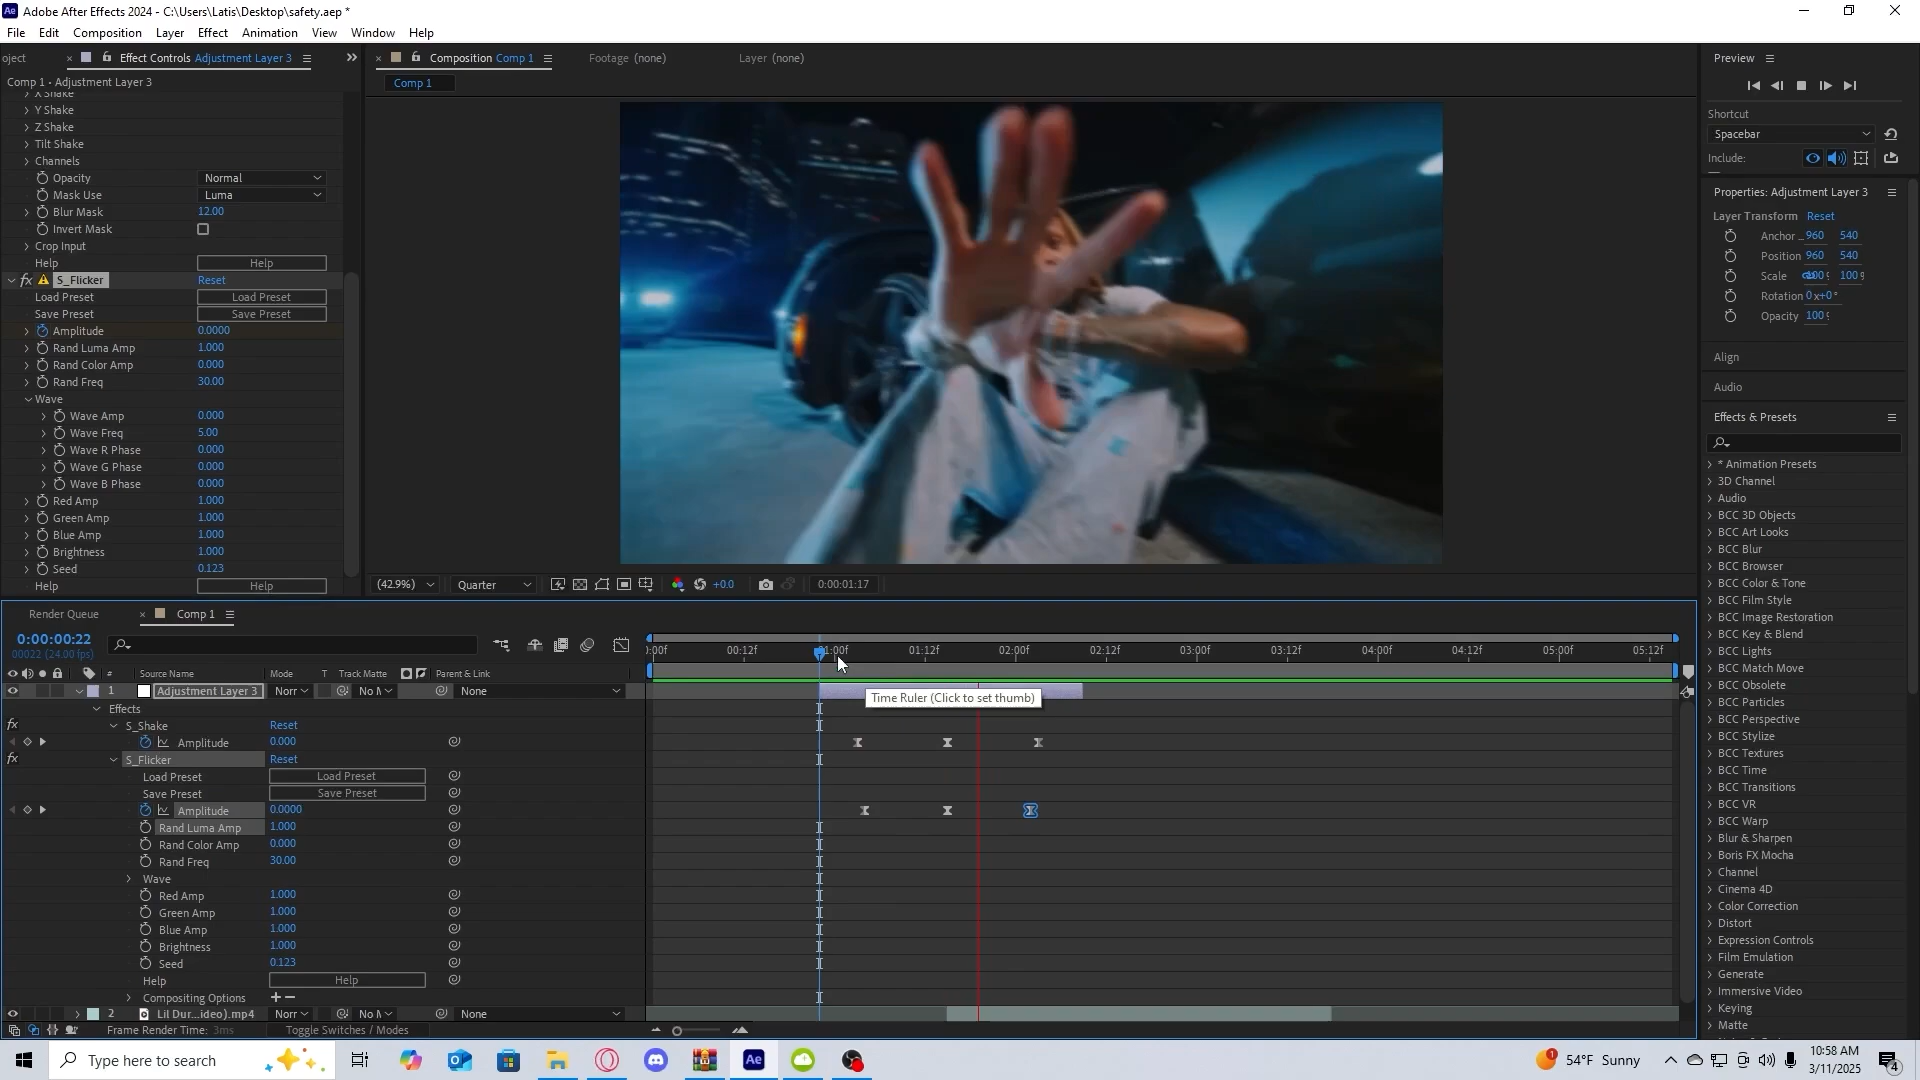 Adobe After Effects 2024 - C:\Users\Latis\Desktop\safety.aep *
File Edit Composition Layer Effect Animation View Window Help
oject
Effect Controls Adjustment Layer 3
Comp 1 • Adjustment Layer 3
X Shake
Y Shake
Z Shake
Tilt Shake
Channels
Opacity Normal
Mask Use Luma
Blur Mask 12.00
Invert Mask
Crop Input
Help Help
fx S_Flicker Reset
Load Preset Load Preset
Save Preset Save Preset
Amplitude 0.0000
Rand Luma Amp 1.000
Rand Color Amp 0.000
Rand Freq 30.00
Wave
Wave Amp 0.000
Wave Freq 5.00
Wave R Phase 0.000
Wave G Phase 0.000
Wave B Phase 0.000
Red Amp 1.000
Green Amp 1.000
Blue Amp 1.000
Brightness 1.000
Seed 0.123
Help Help
Composition Comp 1 Footage (none) Layer (none)
Comp 1
(42.9%) Quarter +0.0 0:00:01:17
Preview
Shortcut
Spacebar
Include:
Properties: Adjustment Layer 3
Layer Transform Reset
Anchor .. 960 540
Position 960 540
Scale 100 100
Rotation 0x+0°
Opacity 100
Align
Audio
Effects & Presets
* Animation Presets
3D Channel
Audio
BCC 3D Objects
BCC Art Looks
BCC Blur
BCC Browser
BCC Color & Tone
BCC Film Style
BCC Image Restoration
BCC Key & Blend
BCC Lights
BCC Match Move
BCC Obsolete
BCC Particles
BCC Perspective
BCC Stylize
BCC Textures
BCC Time
BCC Transitions
BCC VR
BCC Warp
Blur & Sharpen
Boris FX Mocha
Channel
Cinema 4D
Color Correction
Distort
Expression Controls
Film Emulation
Generate
Immersive Video
Keying
Matte
Render Queue Comp 1
0:00:00:22
00022 (24.00 fps)
# Source Name Mode T Track Matte Parent & Link
:00f 00:12f 01:00f 01:12f 02:00f 02:12f 03:00f 03:12f 04:00f 04:12f 05:00f 05:12f
1 Adjustment Layer 3 Norr No M None
Time Ruler (Click to set thumb)
Effects
fx S_Shake Reset
Amplitude 0.000
fx S_Flicker Reset
Load Preset Load Preset
Save Preset Save Preset
Amplitude 0.0000
Rand Luma Amp 1.000
Rand Color Amp 0.000
Rand Freq 30.00
Wave
Red Amp 1.000
Green Amp 1.000
Blue Amp 1.000
Brightness 1.000
Seed 0.123
Help Help
Compositing Options
2 Lil Dur...ideo).mp4 Norr No M None
Frame Render Time: 3ms Toggle Switches / Modes
Type here to search
Ae
54°F Sunny
10:58 AM
3/11/2025
4